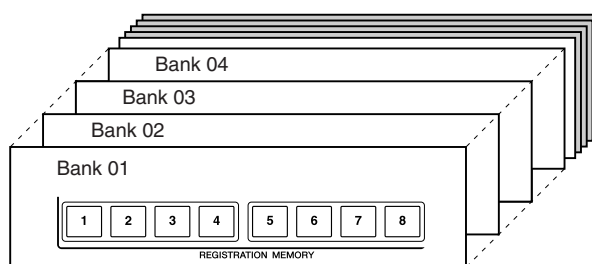 Bank 04
Bank 03
Bank 02
Bank 01
1 2 3 4 5 6 7 8
REGISTRATION MEMORY